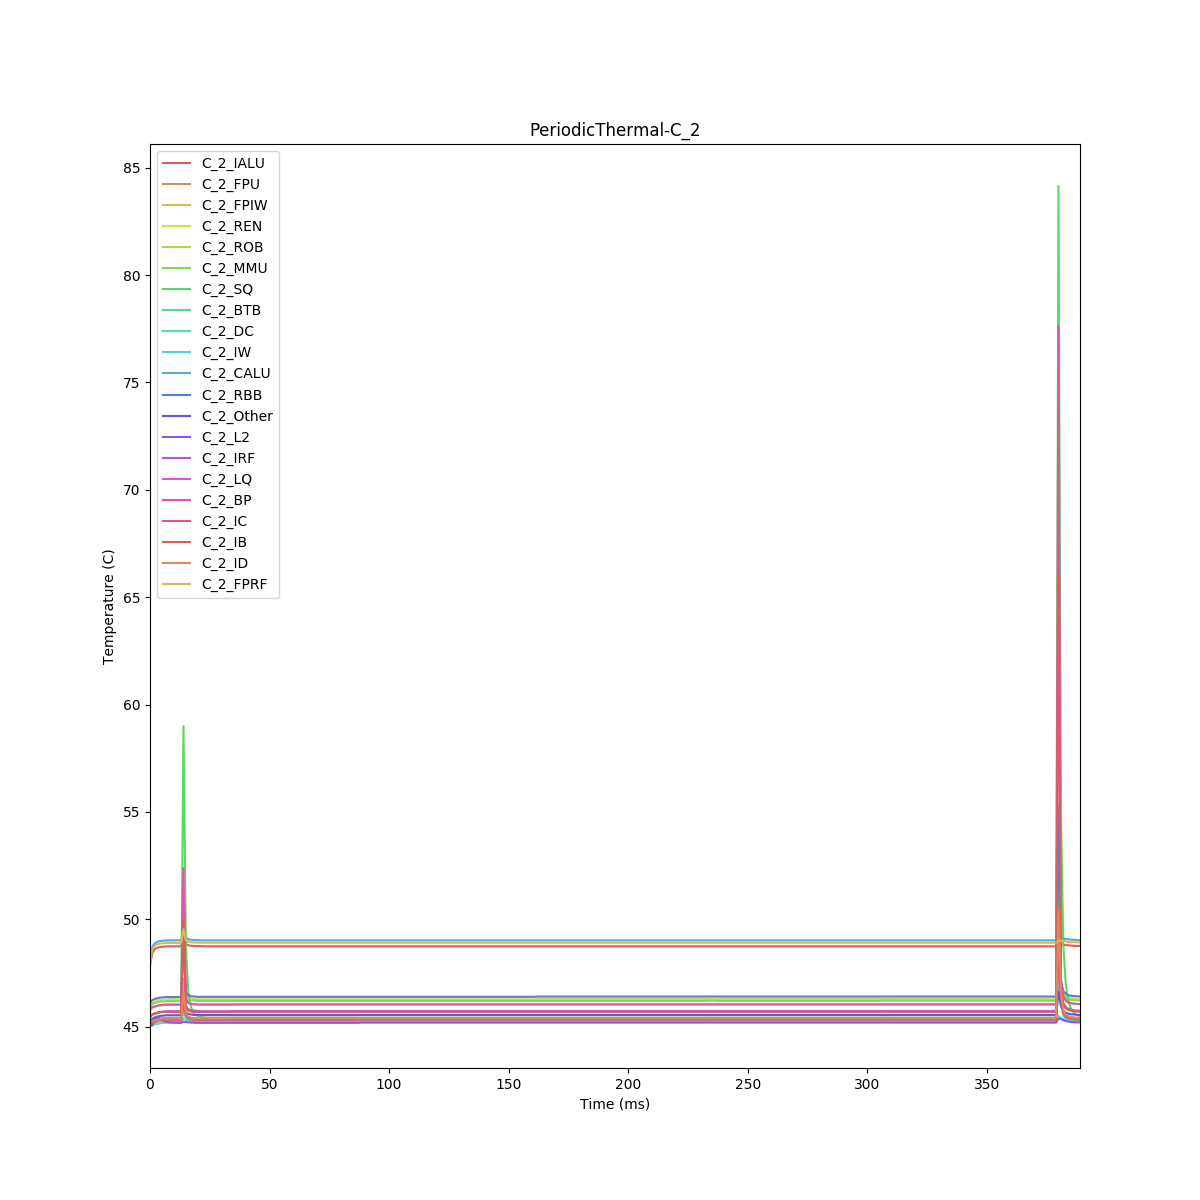 PeriodicThermal-C_2
85
80
75
70
65
60
55
50
45
Temperature (C)
C_2_IALU
C_2_FPU
C_2_FPIW
C_2_REN
C_2_ROB
C_2_MMU
C_2_SQ
C_2_BTB
C_2_DC
C_2_IW
C_2_CALU
C_2_RBB
C_2_Other
C_2_L2
C_2_IRF
C_2_LQ
C_2_BP
C_2_IC
C_2_IB
C_2_ID
C_2_FPRF
0 50 100 150 200 250 300 350
Time (ms)